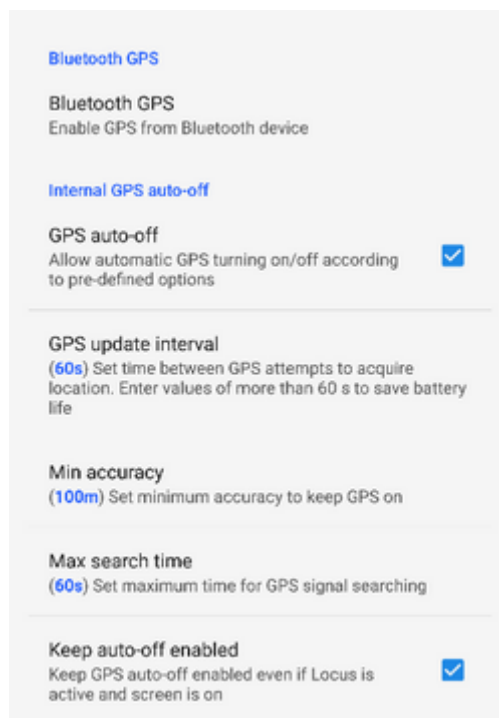 Bluetooth GPS
Bluetooth GPS
Enable GPS from Bluetooth device
Internal GPS auto-off
GPS auto-off
Allow automatic GPS turning on/off according
to pre-defined options
GPS update interval
(60s) Set time between GPS attempts to acquire
location. Enter values of more than 60 s to save battery
life
Min accuracy
(100m) Set minimum accuracy to keep GPS on
Max search time
(60s) Set maximum time for GPS signal searching
Keep auto-off enabled
Keep GPS auto-off enabled even if Locus is
active and screen is on